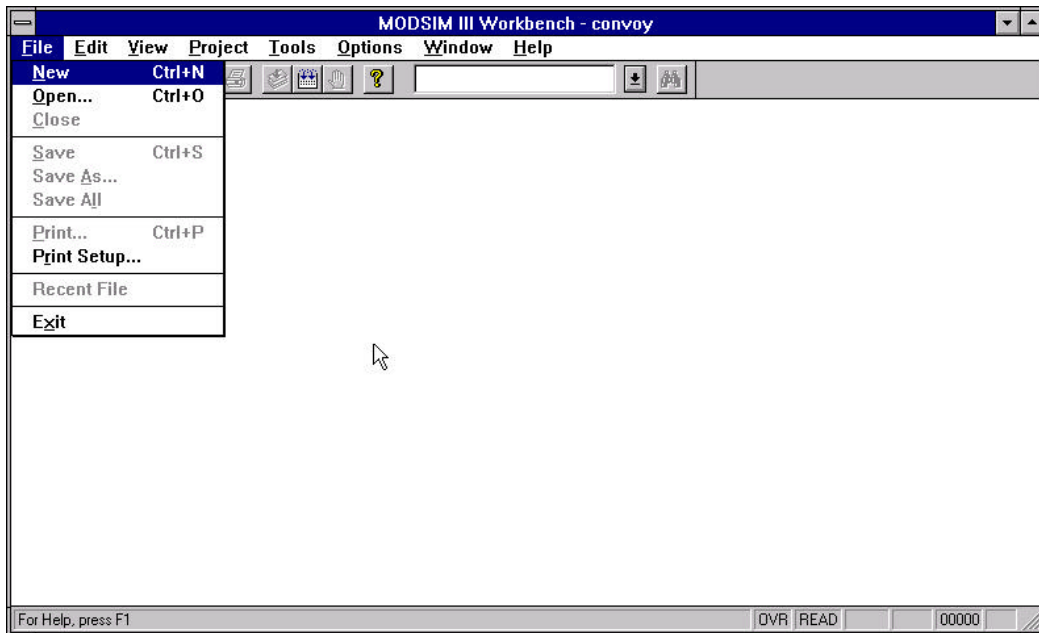 MODSIM III Workbench - convoy
File Edit View Project Tools Options Window Help
New Ctrl+N
Open... Ctrl+O
Close
Save Ctrl+S
Save As...
Save All
Print... Ctrl+P
Print Setup...
Recent File
Exit
For Help, press F1 OVR READ 00000